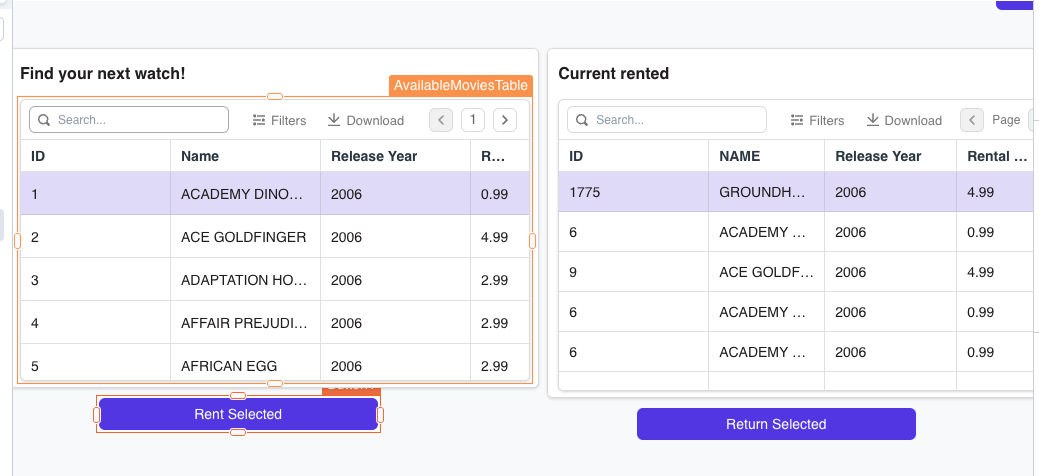 Find your next watch!
AvailableMoviesTable
Search...
Filters
Download
1
ID Name Release Year R...
1 ACADEMY DINO... 2006 0.99
2 ACE GOLDFINGER 2006 4.99
3 ADAPTATION HO... 2006 2.99
4 AFFAIR PREJUDI... 2006 2.99
5 AFRICAN EGG 2006 2.99
Rent Selected
Current rented
Search...
Filters
Download
Page
ID NAME Release Year Rental ...
1775 GROUNDH... 2006 4.99
6 ACADEMY ... 2006 0.99
9 ACE GOLDF... 2006 4.99
6 ACADEMY ... 2006 0.99
6 ACADEMY ... 2006 0.99
Return Selected